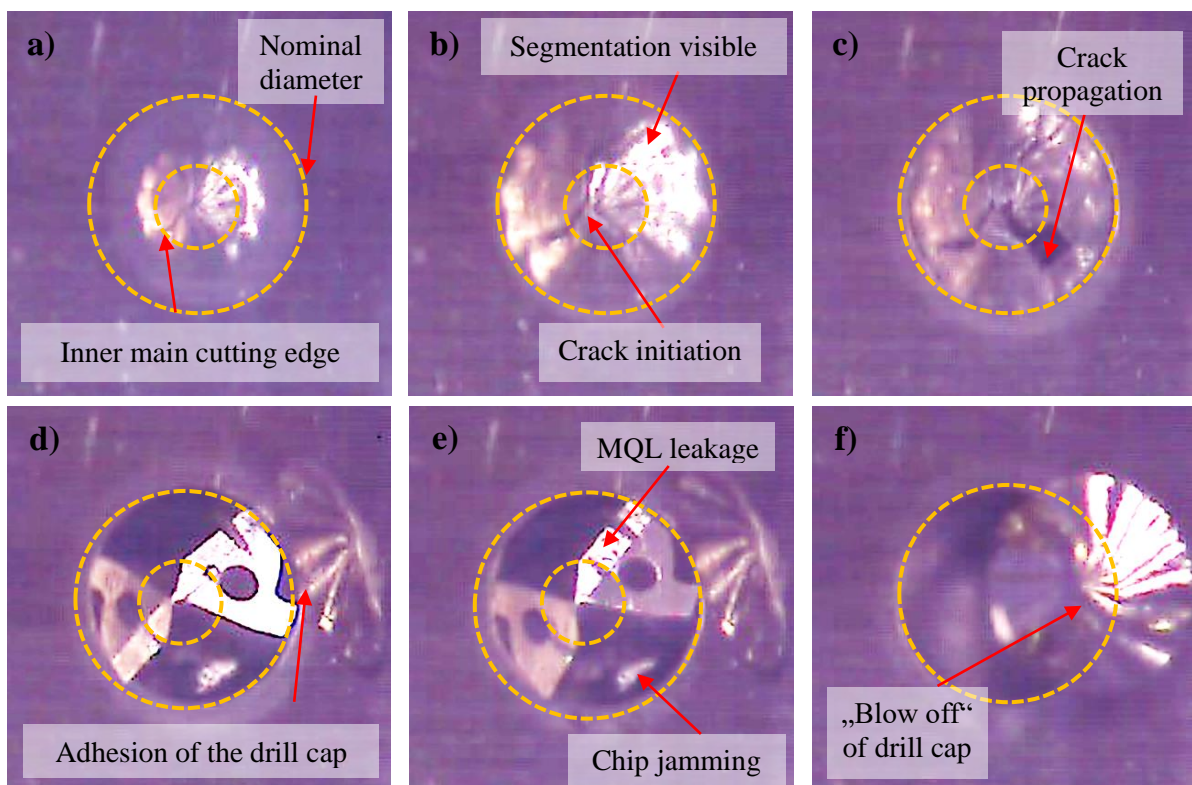 a)
Nominal
diameter
Inner main cutting edge
b)
Segmentation visible
Crack initiation
c)
Crack
propagation
d)
Adhesion of the drill cap
e)
MQL leakage
Chip jamming
f)
„Blow off“
of drill cap